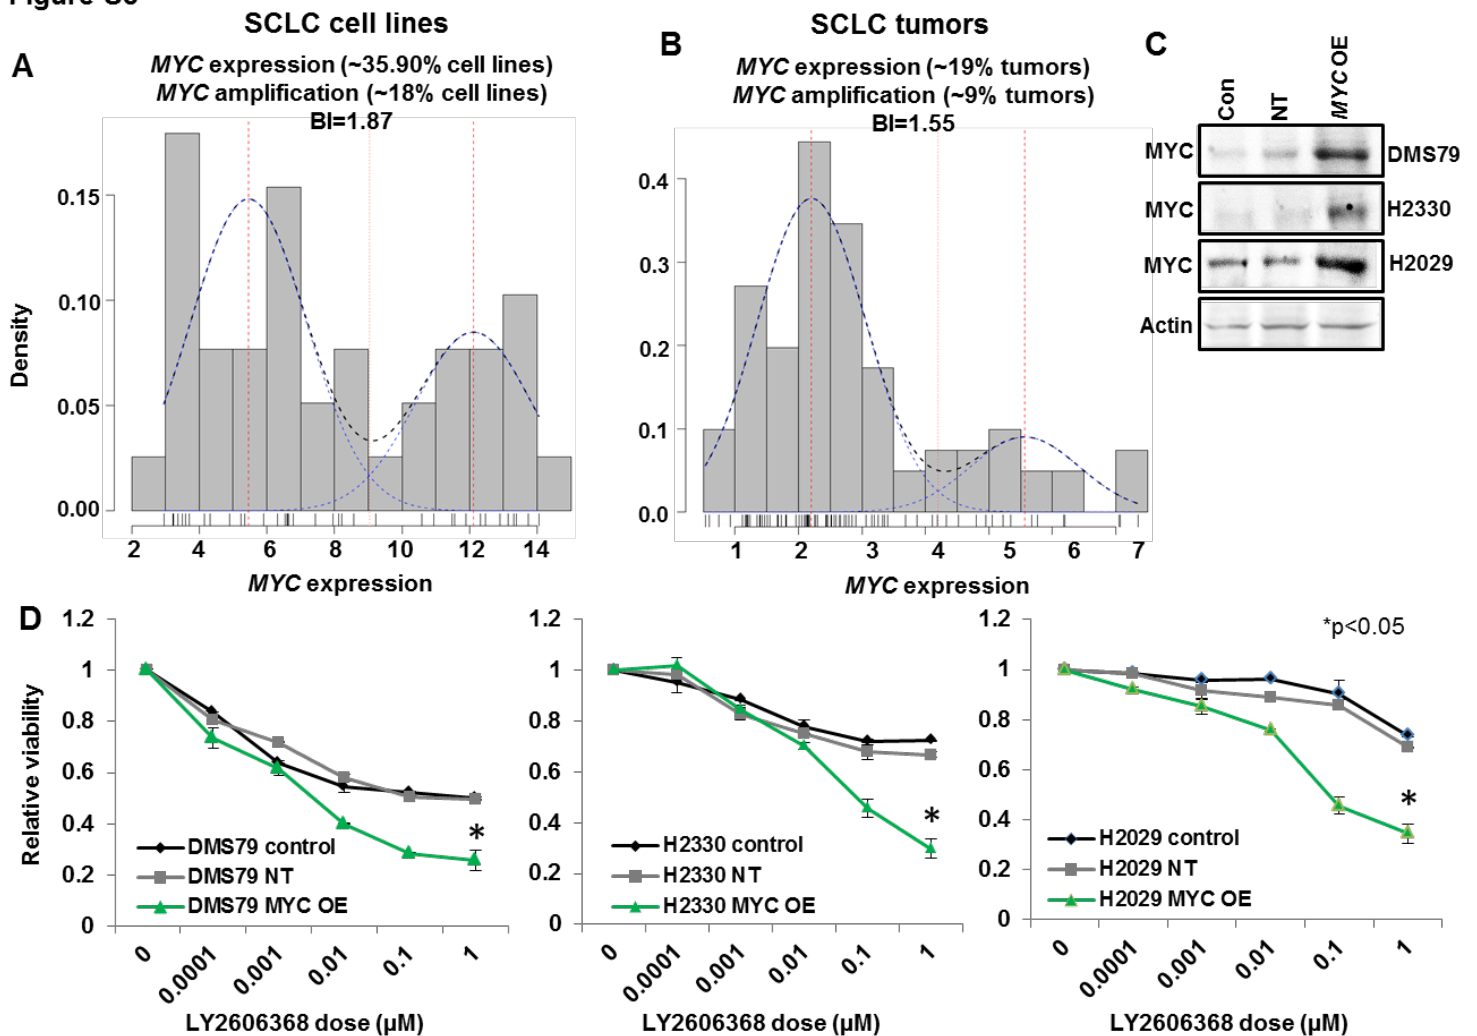 SCLC cell lines
SCLC tumors
A
MYC expression (~35.90% cell lines)
MYC amplification (~18% cell lines)
BI=1.87
Density
0.15
0.10
0.05
0.00
2 4 6 8 10 12 14
MYC expression
B
MYC expression (~19% tumors)
MYC amplification (~9% tumors)
BI=1.55
0.4
0.3
0.2
0.1
0.0
1 2 3 4 5 6 7
MYC expression
C
Con NT MYC OE
MYC DMS79
MYC H2330
MYC H2029
Actin
D
Relative viability
1.2
1
0.8
0.6
0.4
0.2
0
*
DMS79 control
DMS79 NT
DMS79 MYC OE
0 0.0001 0.001 0.01 0.1 1
LY2606368 dose (µM)
1.2
1
0.8
0.6
0.4
0.2
0
*
H2330 control
H2330 NT
H2330 MYC OE
0 0.0001 0.001 0.01 0.1 1
LY2606368 dose (µM)
1.2
1
0.8
0.6
0.4
0.2
0
*p<0.05
*
H2029 control
H2029 NT
H2029 MYC OE
0 0.0001 0.001 0.01 0.1 1
LY2606368 dose (µM)